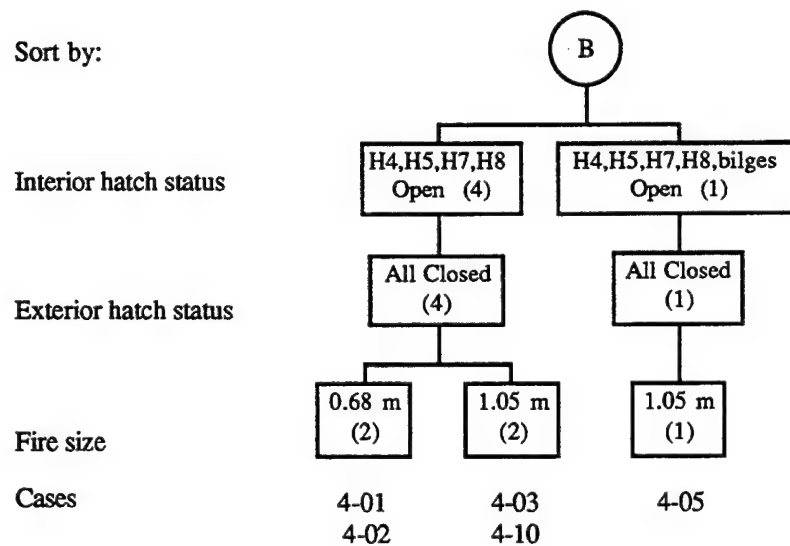 Sort by:
B
Interior hatch status
H4,H5,H7,H8
Open (4)
H4,H5,H7,H8,bilges
Open (1)
Exterior hatch status
All Closed
(4)
All Closed
(1)
Fire size
0.68 m
(2)
1.05 m
(2)
1.05 m
(1)
Cases
4-01
4-02
4-03
4-10
4-05